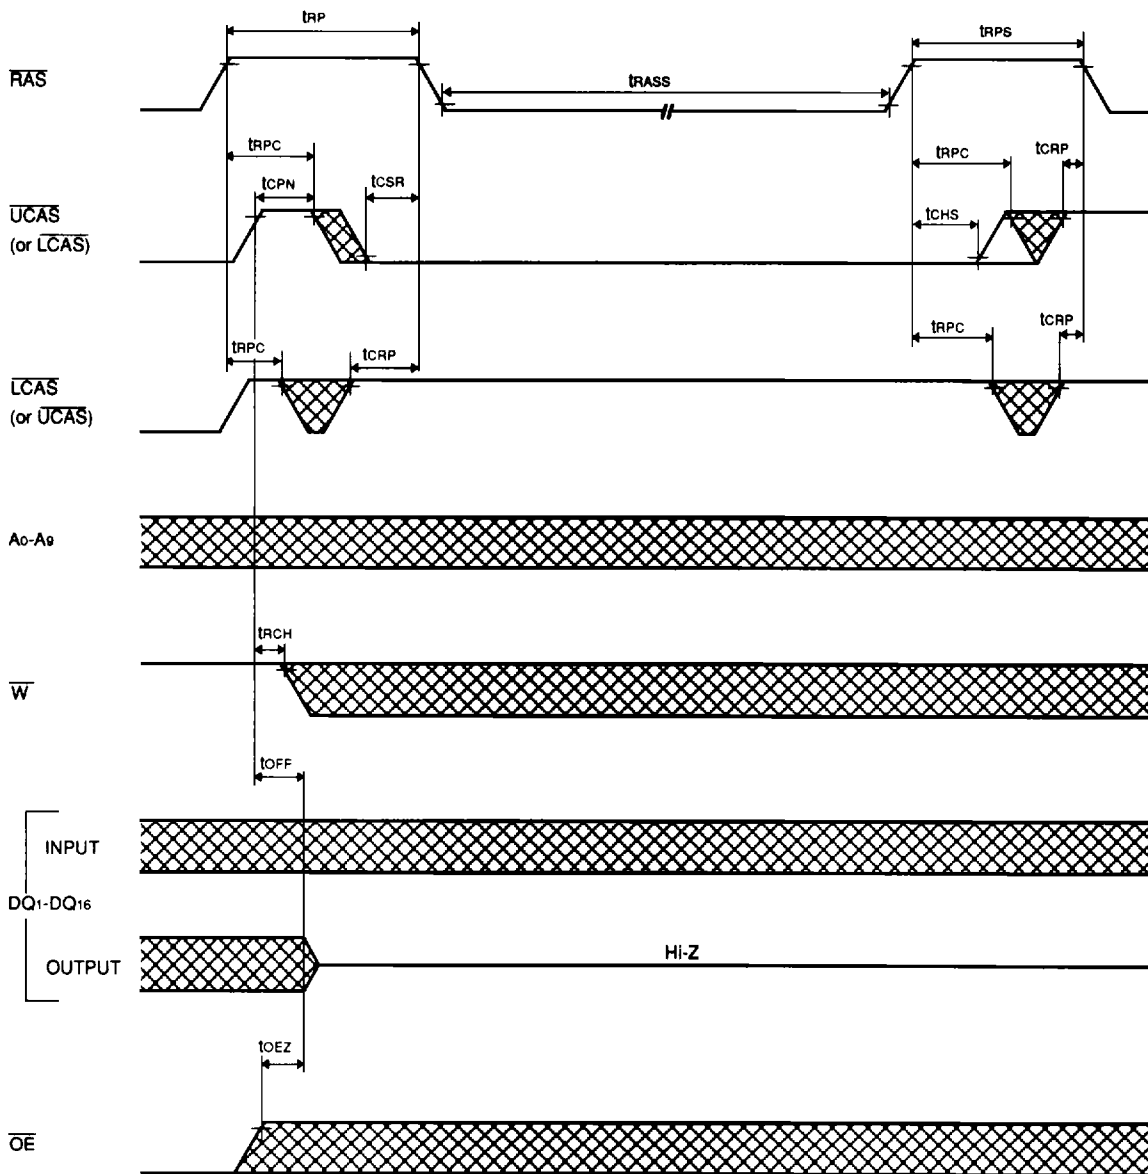 tRP
tRPS
RAS
tRASS
tRPC
tRPC
tCRP
tCPN
tCSR
UCAS
tCHS
(or LCAS)
tRPC
tCRP
tRPC
tCRP
LCAS
(or UCAS)
A0-A9
tRCH
W
tOFF
INPUT
DQ1-DQ16
OUTPUT
Hi-Z
tOEZ
OE